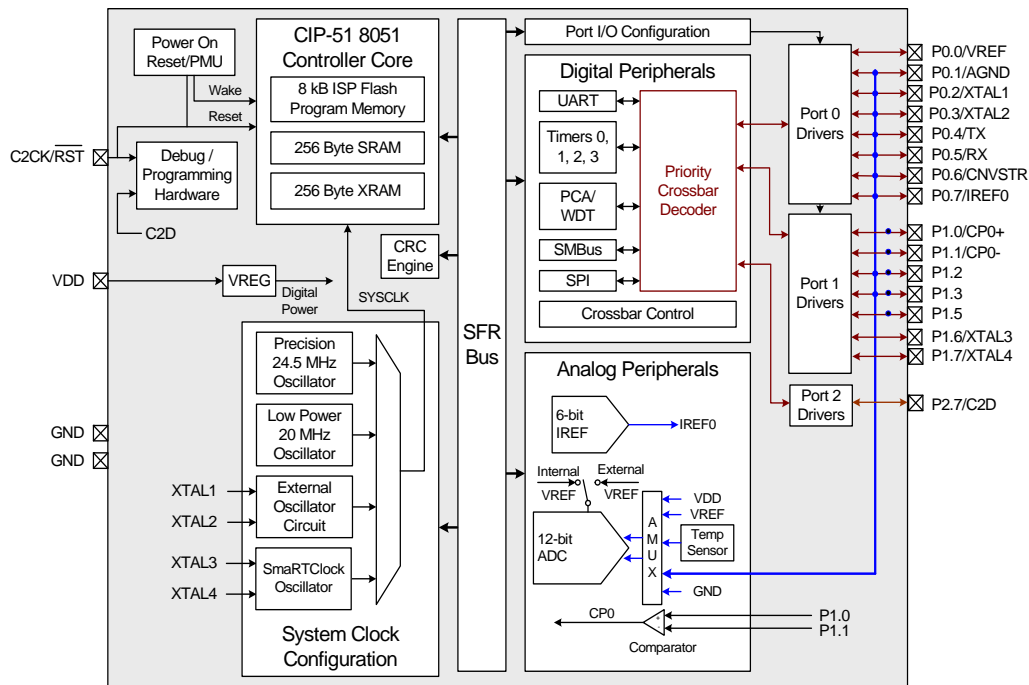 Power On
Reset/PMU
Wake
Reset
C2CK/RST
Debug /
Programming
Hardware
C2D
VDD
VREG
Digital
Power
GND
GND
CIP-51 8051
Controller Core
8 kB ISP Flash
Program Memory
256 Byte SRAM
256 Byte XRAM
CRC
Engine
SYSCLK
Precision
24.5 MHz
Oscillator
Low Power
20 MHz
Oscillator
External
Oscillator
Circuit
SmaRTClock
Oscillator
XTAL1
XTAL2
XTAL3
XTAL4
System Clock
Configuration
SFR
Bus
Port I/O Configuration
Digital Peripherals
UART
Timers 0,
1, 2, 3
PCA/
WDT
SMBus
SPI
Priority
Crossbar
Decoder
Crossbar Control
Analog Peripherals
6-bit
IREF
IREF0
Internal
VREF
External
VREF
12-bit
ADC
A
M
U
X
VDD
VREF
Temp
Sensor
GND
CP0
+
-
Comparator
P1.0
P1.1
Port 0
Drivers
Port 1
Drivers
Port 2
Drivers
P0.0/VREF
P0.1/AGND
P0.2/XTAL1
P0.3/XTAL2
P0.4/TX
P0.5/RX
P0.6/CNV/STR
P0.7/IREF0
P1.0/CP0+
P1.1/CP0-
P1.2
P1.3
P1.5
P1.6/XTAL3
P1.7/XTAL4
P2.7/C2D